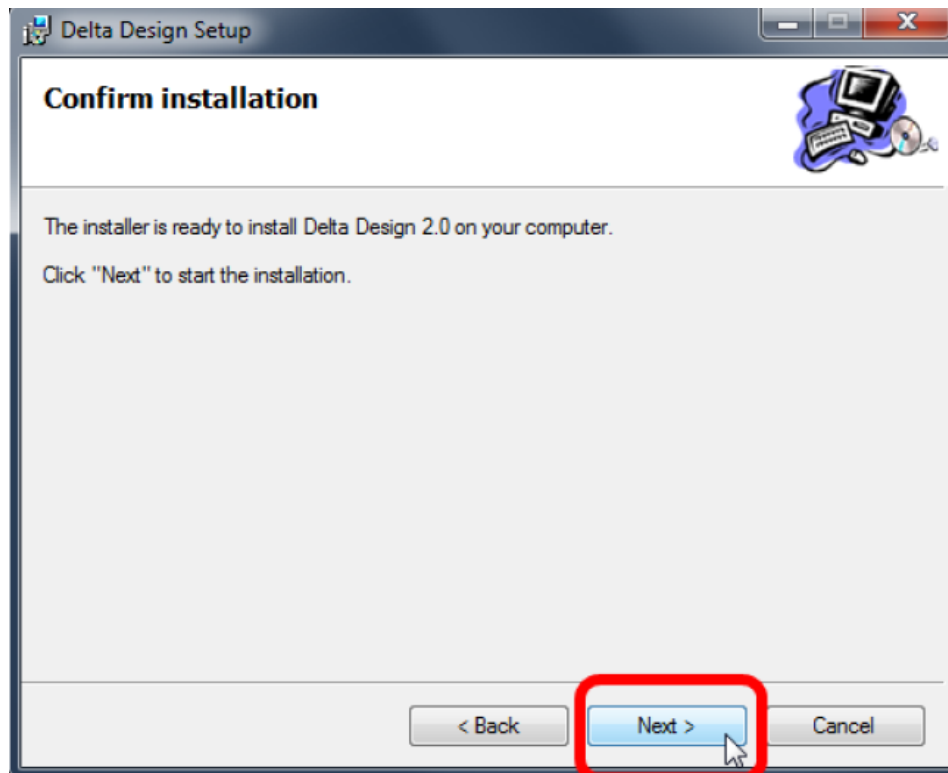 Delta Design Setup
Confirm installation
The installer is ready to install Delta Design 2.0 on your computer.
Click "Next" to start the installation.
< Back Next > Cancel